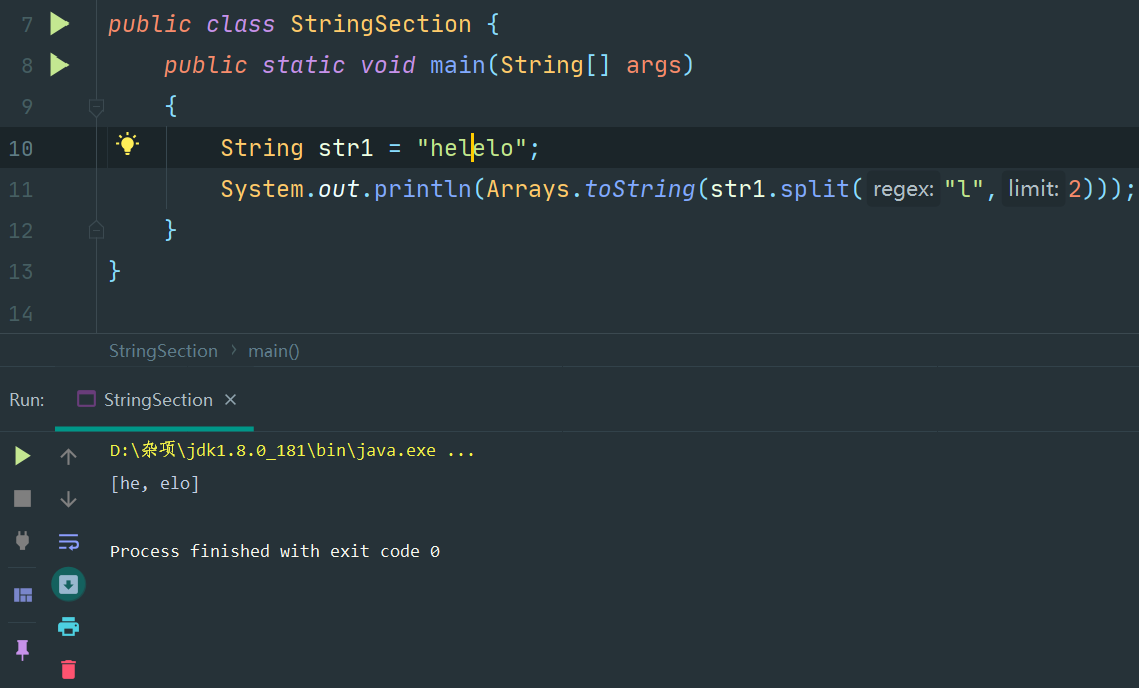 7 public class StringSection {
8 public static void main(String[] args)
9 {
10 String str1 = "helelo";
11 System.out.println(Arrays.toString(str1.split( regex: "l", limit: 2)));
12 }
13 }
14
StringSection › main()
Run: StringSection ×
D:\杂项\jdk1.8.0_181\bin\java.exe ...
[he, elo]
Process finished with exit code 0